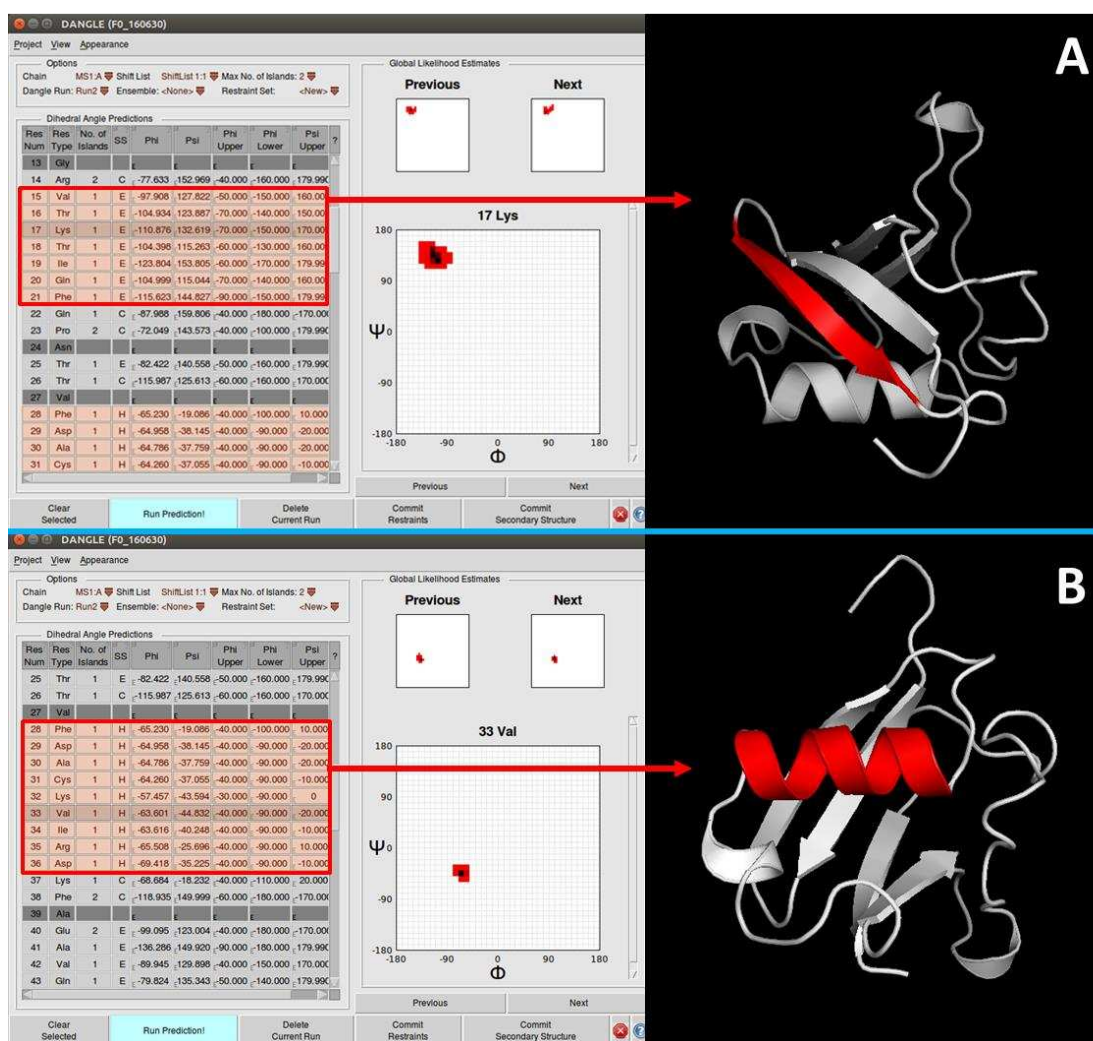 DANGLE (F0_160630)
Project View Appearance
Options
Chain MS1:A Shift List ShiftList 1:1 Max No. of Islands: 2
Dangle Run: Run2 Ensemble: <None> Restraint Set: <New>
Dihedral Angle Predictions
Res Num Res Type No. of Islands SS Phi Psi Phi Upper Phi Lower Psi Upper ?
13 Gly
14 Arg 2 C -77.633 152.969 -40.000 -160.000 179.990
15 Val 1 E -97.908 127.822 -50.000 -150.000 160.00
16 Thr 1 E -104.934 123.887 -70.000 -140.000 150.00
17 Lys 1 E -110.876 132.619 -70.000 -150.000 170.00
18 Thr 1 E -104.398 115.263 -60.000 -130.000 160.00
19 Ile 1 E -123.804 153.805 -60.000 -170.000 179.99
20 Gln 1 E -104.999 115.044 -70.000 -140.000 160.00
21 Phe 1 E -115.623 144.827 -90.000 -150.000 179.99
22 Gln 1 C -87.988 159.806 -40.000 -180.000 -170.000
23 Pro 2 C -72.049 143.573 -40.000 -100.000 179.990
24 Asn
25 Thr 1 E -82.422 140.558 -50.000 -160.000 179.990
26 Thr 1 C -115.987 125.613 -60.000 -160.000 170.000
27 Val
28 Phe 1 H -65.230 -19.086 -40.000 -100.000 10.000
29 Asp 1 H -64.958 -38.145 -40.000 -90.000 -20.000
30 Ala 1 H -64.786 -37.759 -40.000 -90.000 -20.000
31 Cys 1 H -64.260 -37.055 -40.000 -90.000 -10.000
Global Likelihood Estimates
Previous Next
17 Lys
180
90
Ψ 0
-90
-180
-180 -90 0 90 180
Φ
Previous Next
Clear Selected Run Prediction! Delete Current Run Commit Restraints Commit Secondary Structure
A
DANGLE (F0_160630)
Project View Appearance
Options
Chain MS1:A Shift List ShiftList 1:1 Max No. of Islands: 2
Dangle Run: Run2 Ensemble: <None> Restraint Set: <New>
Dihedral Angle Predictions
Res Num Res Type No. of Islands SS Phi Psi Phi Upper Phi Lower Psi Upper ?
25 Thr 1 E -82.422 140.558 -50.000 -160.000 179.990
26 Thr 1 C -115.987 125.613 -60.000 -160.000 170.000
27 Val
28 Phe 1 H -65.230 -19.086 -40.000 -100.000 10.000
29 Asp 1 H -64.958 -38.145 -40.000 -90.000 -20.000
30 Ala 1 H -64.786 -37.759 -40.000 -90.000 -20.000
31 Cys 1 H -64.260 -37.055 -40.000 -90.000 -10.000
32 Lys 1 H -57.457 -43.594 -30.000 -90.000 0
33 Val 1 H -63.601 -44.832 -40.000 -90.000 -20.000
34 Ile 1 H -63.616 -40.248 -40.000 -90.000 -10.000
35 Arg 1 H -65.508 -25.696 -40.000 -90.000 10.000
36 Asp 1 H -69.418 -35.225 -40.000 -90.000 -10.000
37 Lys 1 C -68.684 -18.232 -40.000 -110.000 20.000
38 Phe 2 C -118.935 149.999 -60.000 -180.000 -170.000
39 Ala
40 Glu 2 E -99.095 123.004 -40.000 -180.000 -170.000
41 Ala 1 E -136.286 149.920 -90.000 -180.000 179.990
42 Val 1 E -89.945 129.898 -40.000 -150.000 170.000
43 Gln 1 E -79.824 135.343 -50.000 -140.000 179.990
Global Likelihood Estimates
Previous Next
33 Val
180
90
Ψ 0
-90
-180
-180 -90 0 90 180
Φ
Previous Next
Clear Selected Run Prediction! Delete Current Run Commit Restraints Commit Secondary Structure
B